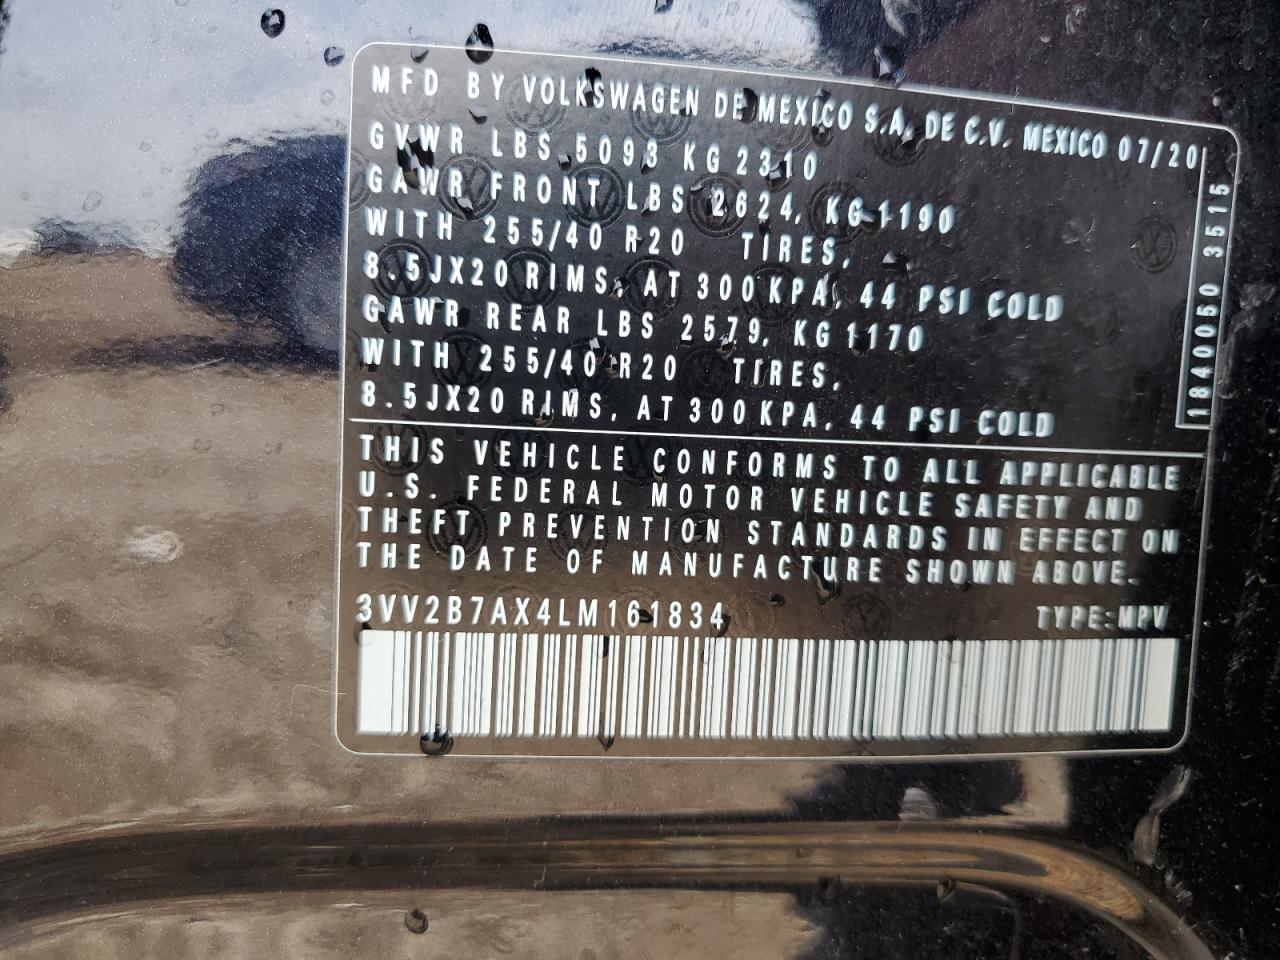 MFD BY VOLKSWAGEN DE MEXICO S.A. DE C.V. MEXICO 07/20
GVWR LBS 5093 KG 2310
GAWR FRONT LBS 2624, KG 1190
WITH 255/40 R20 TIRES,
8.5JX20 RIMS, AT 300 KPA, 44 PSI COLD
GAWR REAR LBS 2579, KG 1170
WITH 255/40 R20 TIRES,
8.5JX20 RIMS, AT 300 KPA, 44 PSI COLD
1840050 3515
THIS VEHICLE CONFORMS TO ALL APPLICABLE
U.S. FEDERAL MOTOR VEHICLE SAFETY AND
THEFT PREVENTION STANDARDS IN EFFECT ON
THE DATE OF MANUFACTURE SHOWN ABOVE.
3VV2B7AX4LM161834 TYPE:MPV